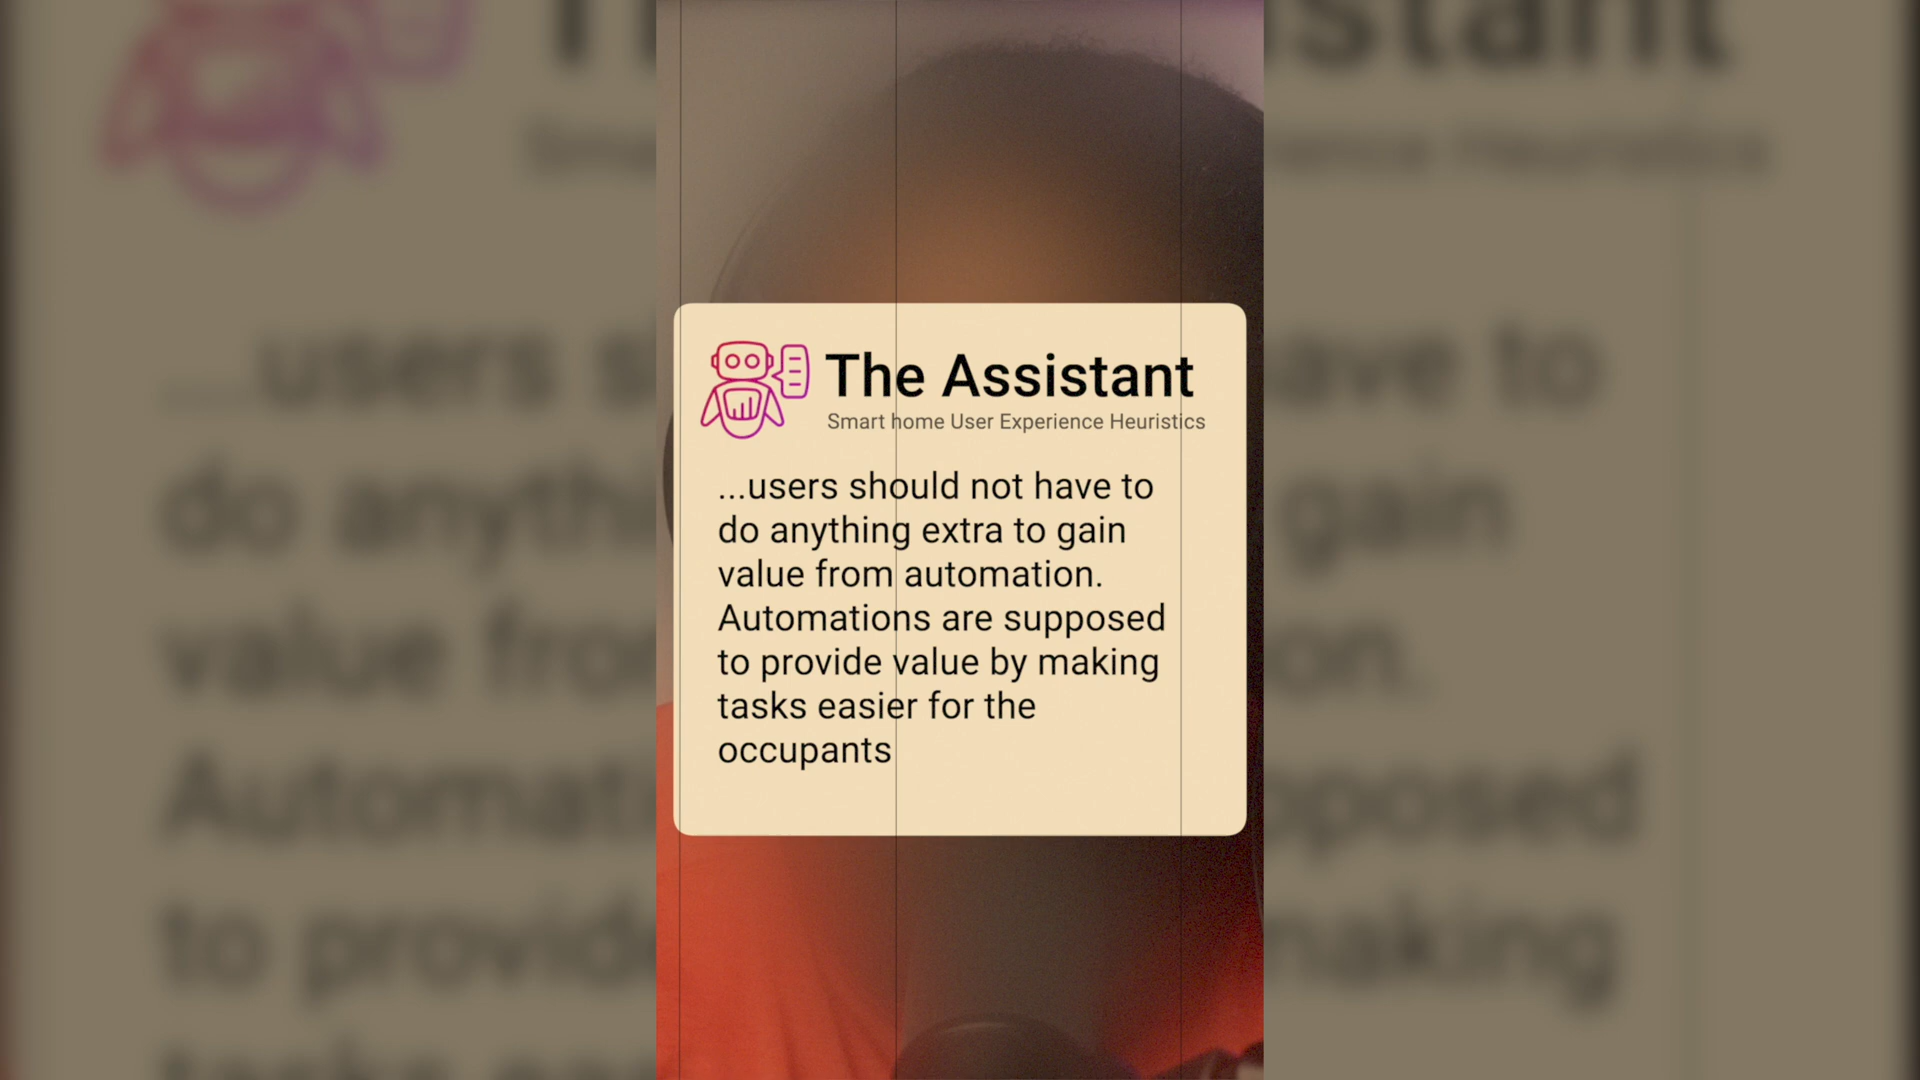 The Assistant
Smart home User Experience Heuristics
...users should not have to
do anything extra to gain
value from automation.
Automations are supposed
to provide value by making
tasks easier for the
occupants